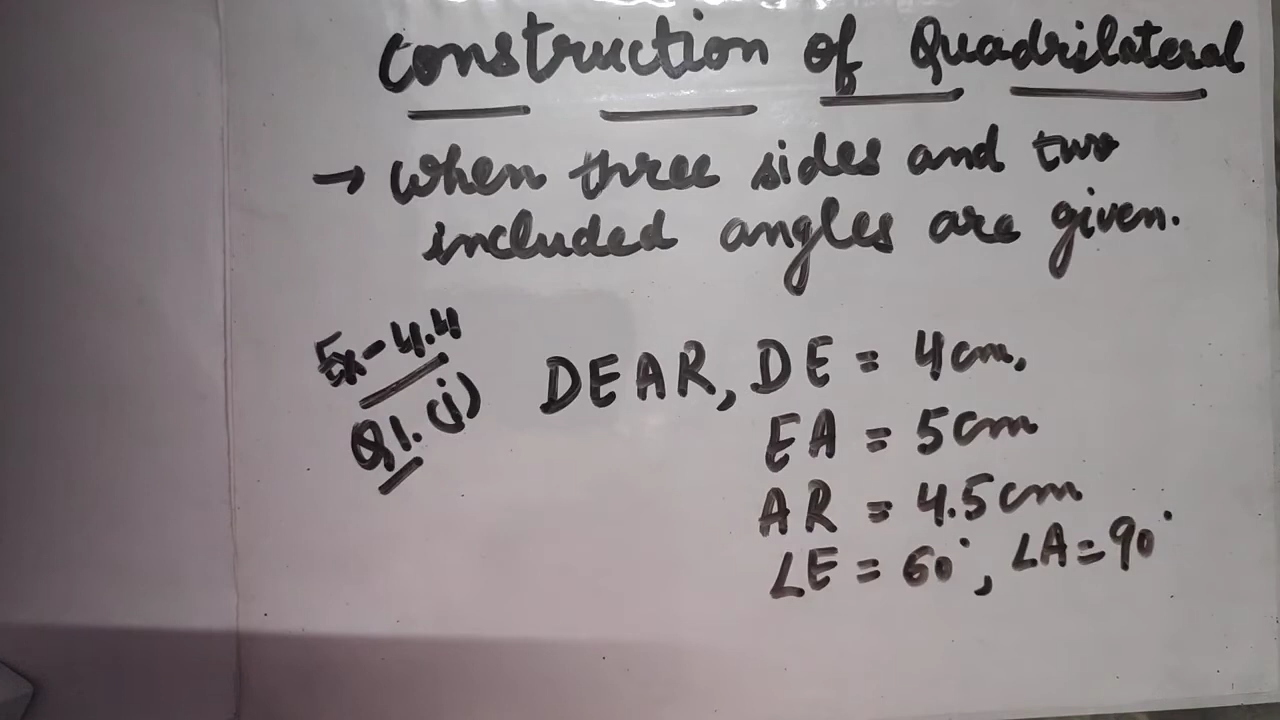 Construction of Quadrilateral
→ When three sides and two
included angles are given.
Ex-4.4
Q1. (i)
DEAR, DE = 4cm,
EA = 5cm
AR = 4.5cm
∠E = 60°, ∠A = 90°